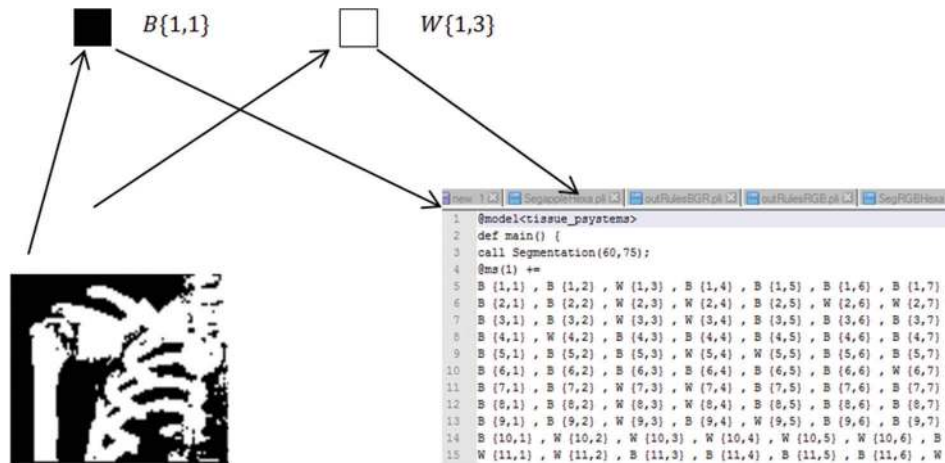 B{1,1} W{1,3}
new 1 SegappleHexa.pli outRulesBGR.pli outRulesRGB.pli SegRGBHexa
1 @model<tissue_psystems>
2 def main() {
3 call Segmentation(60,75);
4 @ms(1) +=
5 B {1,1} , B {1,2} , W {1,3} , B {1,4} , B {1,5} , B {1,6} , B {1,7}
6 B {2,1} , B {2,2} , W {2,3} , W {2,4} , B {2,5} , W {2,6} , W {2,7}
7 B {3,1} , B {3,2} , W {3,3} , W {3,4} , B {3,5} , B {3,6} , B {3,7}
8 B {4,1} , W {4,2} , B {4,3} , B {4,4} , B {4,5} , B {4,6} , B {4,7}
9 B {5,1} , B {5,2} , B {5,3} , W {5,4} , W {5,5} , B {5,6} , B {5,7}
10 B {6,1} , B {6,2} , B {6,3} , B {6,4} , B {6,5} , B {6,6} , W {6,7}
11 B {7,1} , B {7,2} , W {7,3} , W {7,4} , B {7,5} , B {7,6} , B {7,7}
12 B {8,1} , B {8,2} , W {8,3} , W {8,4} , B {8,5} , B {8,6} , B {8,7}
13 B {9,1} , B {9,2} , W {9,3} , B {9,4} , W {9,5} , B {9,6} , B {9,7}
14 B {10,1} , W {10,2} , W {10,3} , W {10,4} , W {10,5} , W {10,6} , B
15 W {11,1} , W {11,2} , B {11,3} , B {11,4} , B {11,5} , B {11,6} , W